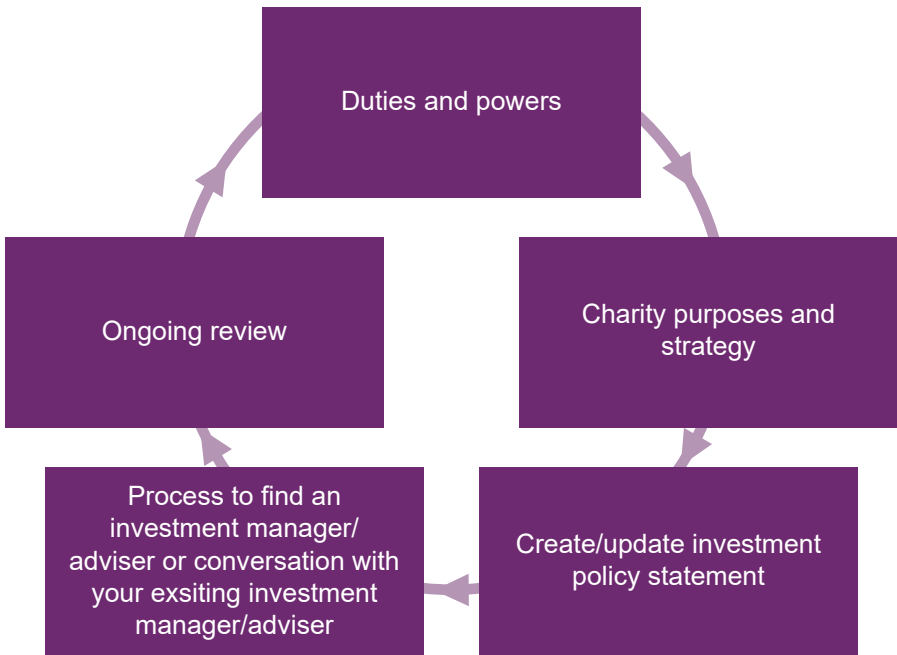 Duties and powers
Charity purposes and
strategy
Create/update investment
policy statement
Process to find an
investment manager/
adviser or conversation with
your exsiting investment
manager/adviser
Ongoing review